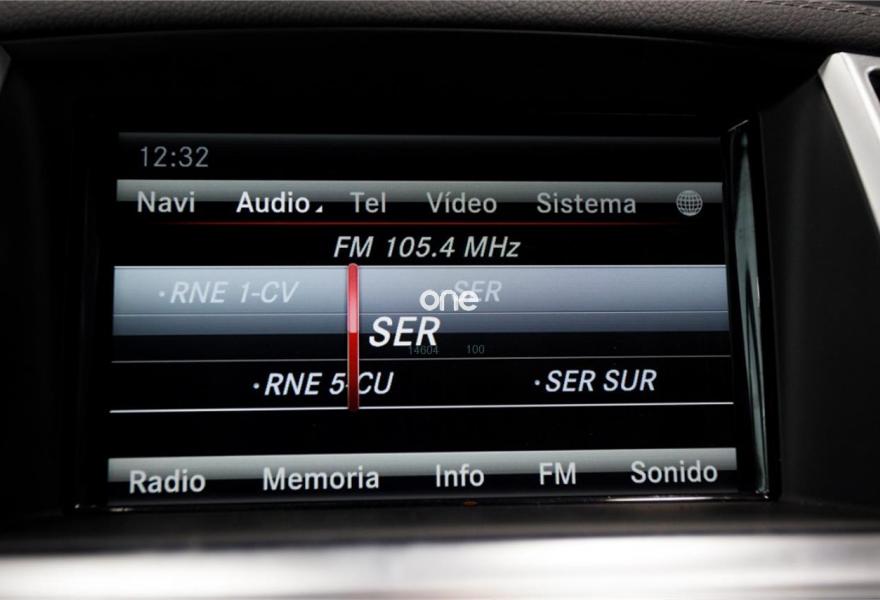 12:32
Navi Audio Tel Vídeo Sistema
FM 105.4 MHz
·RNE 1-CV ·SER
one
SER
14604 100
·RNE 5-CU ·SER SUR
Radio Memoria Info FM Sonido